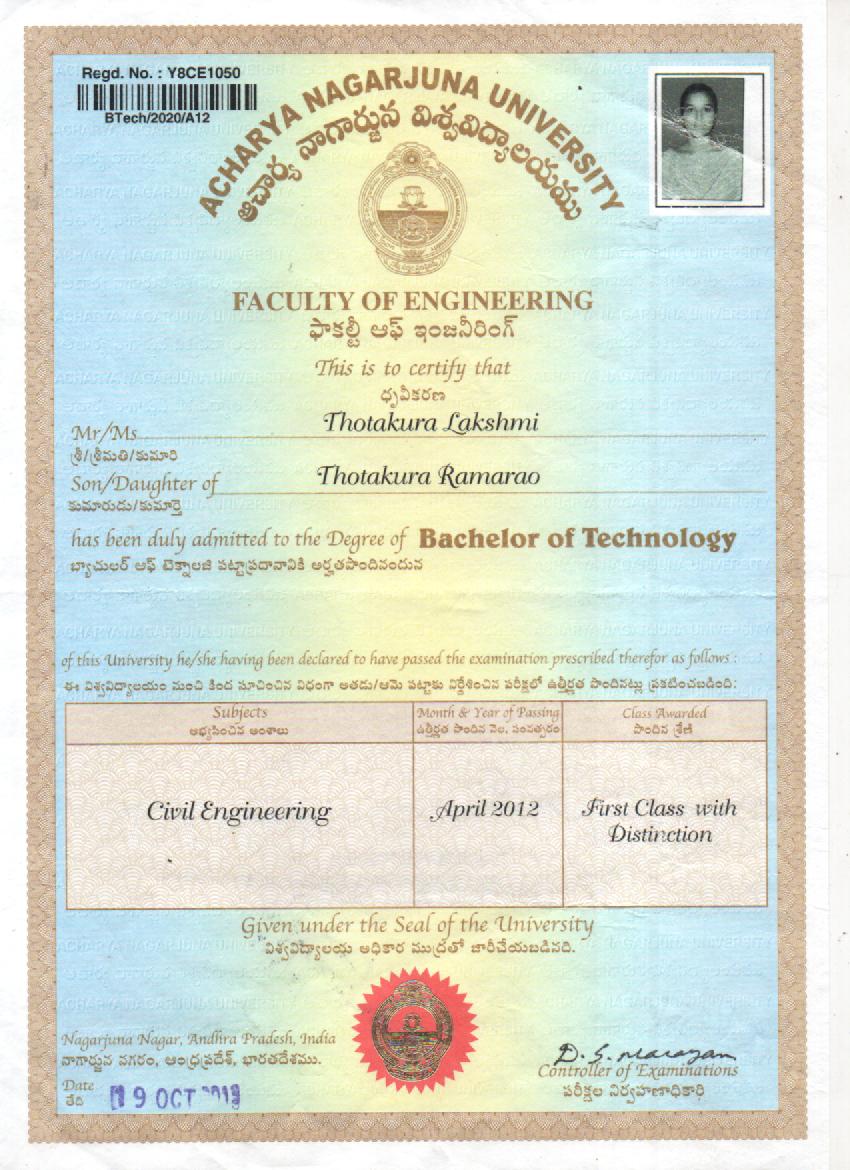 Regd. No. : Y8CE1050
BTech/2020/A12
ACHARYA NAGARJUNA UNIVERSITY
ఆచార్య నాగార్జున విశ్వవిద్యాలయము
FACULTY OF ENGINEERING
ఫాకల్టీ ఆఫ్ ఇంజనీరింగ్
This is to certify that
ధృవీకరణ
Mr/Ms Thotakura Lakshmi
శ్రీ/శ్రీమతి/కుమారి
Son/Daughter of Thotakura Ramarao
కుమారుడు/కుమార్తె
has been duly admitted to the Degree of Bachelor of Technology
బ్యాచులర్ ఆఫ్ టెక్నాలజి పట్టాప్రదానానికి అర్హతపొందినందున
of this University he/she having been declared to have passed the examination prescribed therefor as follows :
ఈ విశ్వవిద్యాలయం నుంచి కింద సూచించిన విధంగా అతడు/ఆమె పట్టాకు నిర్దేశించిన పరీక్షలో ఉత్తీర్ణత పొందినట్లు ప్రకటించబడింది:
Subjects Month & Year of Passing Class Awarded
అభ్యసించిన అంశాలు ఉత్తీర్ణత పొందిన నెల, సంవత్సరం పొందిన శ్రేణి
Civil Engineering April 2012 First Class with
Distinction
Given under the Seal of the University
విశ్వవిద్యాలయ అధికార ముద్రతో జారీచేయబడినది.
Nagarjuna Nagar, Andhra Pradesh, India
నాగార్జున నగరం, ఆంధ్రప్రదేశ్, భారతదేశము.
D. S. Narayan
Controller of Examinations
పరీక్షల నిర్వహణాధికారి
Date
తేది
19 OCT